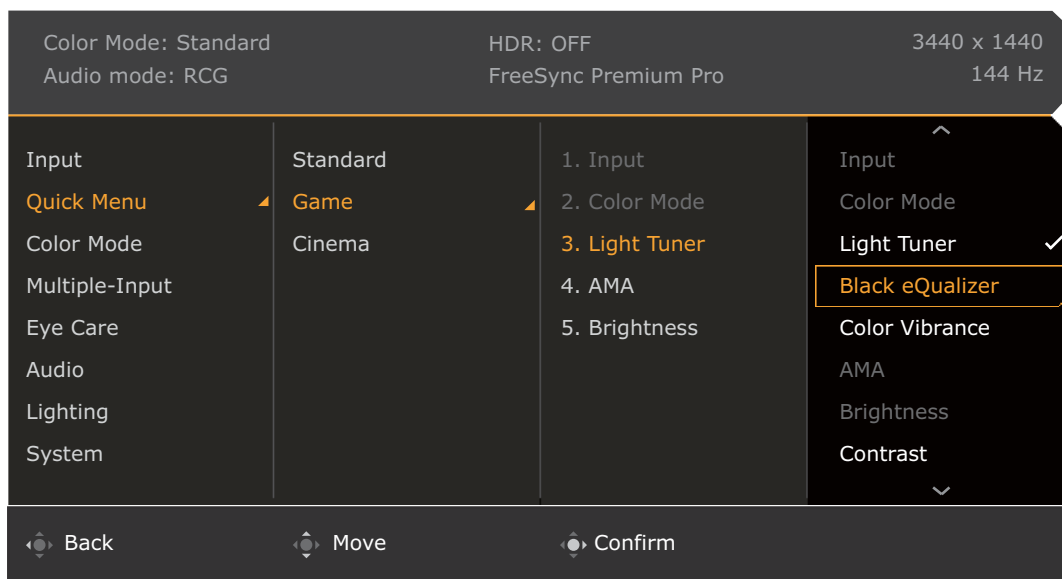 Color Mode: Standard
HDR: OFF
3440 x 1440
Audio mode: RCG
FreeSync Premium Pro
144 Hz
Input
Quick Menu
Color Mode
Multiple-Input
Eye Care
Audio
Lighting
System
Standard
Game
Cinema
1. Input
2. Color Mode
3. Light Tuner
4. AMA
5. Brightness
Input
Color Mode
Light Tuner
Black eQualizer
Color Vibrance
AMA
Brightness
Contrast
Back
Move
Confirm